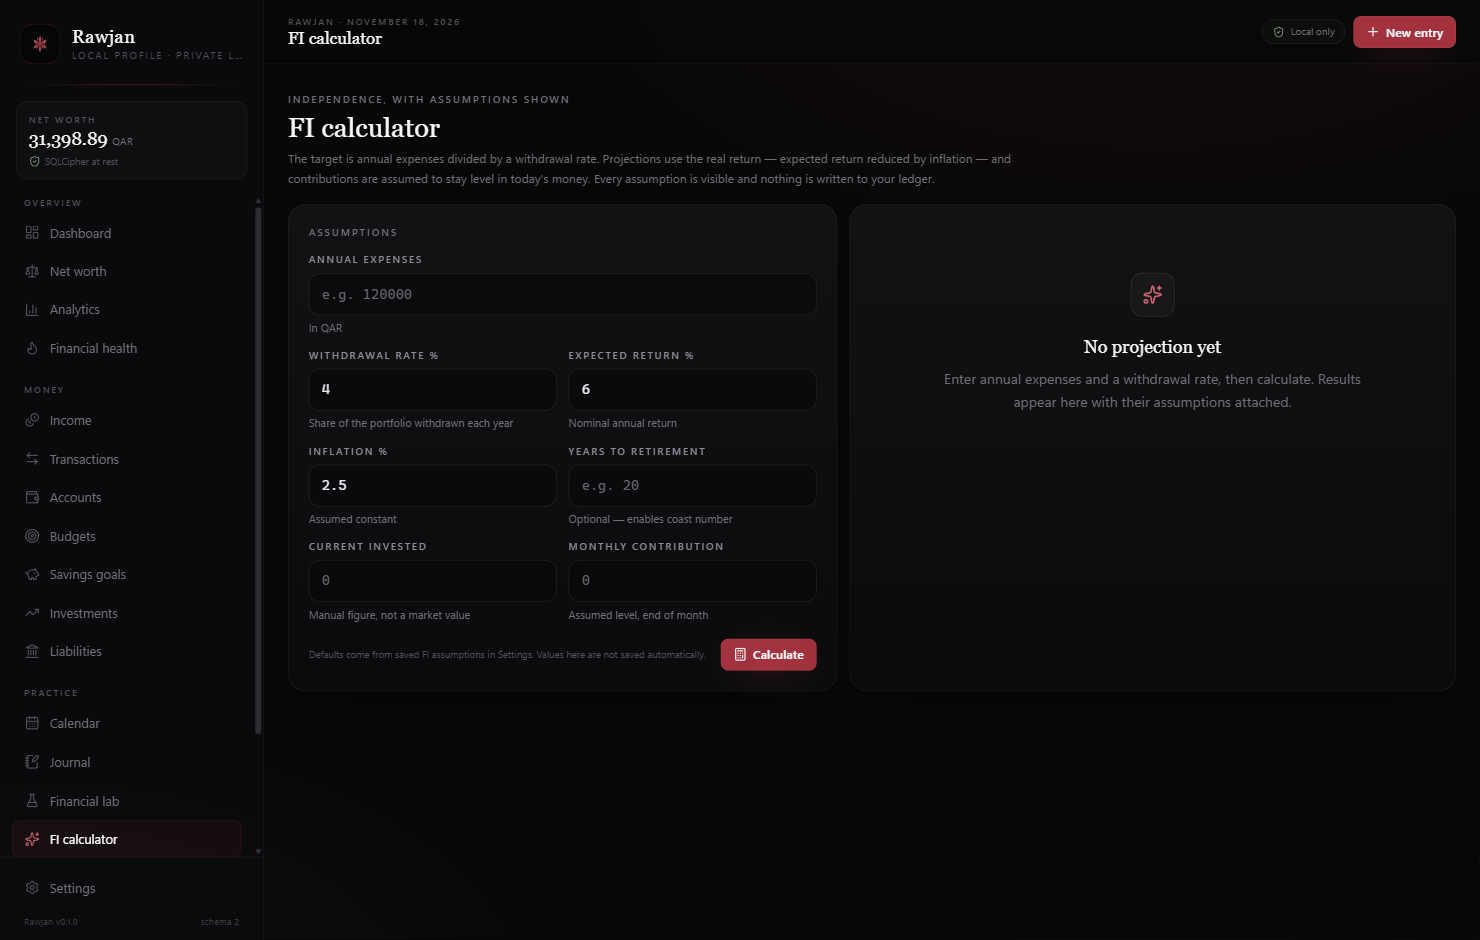 Rawjan
LOCAL PROFILE · PRIVATE L…
NET WORTH
31,398.89 QAR
SQLCipher at rest
OVERVIEW
Dashboard
Net worth
Analytics
Financial health
MONEY
Income
Transactions
Accounts
Budgets
Savings goals
Investments
Liabilities
PRACTICE
Calendar
Journal
Financial lab
FI calculator
Settings
Rawjan v0.1.0
schema 2
RAWJAN · NOVEMBER 18, 2026
FI calculator
Local only
New entry
INDEPENDENCE, WITH ASSUMPTIONS SHOWN
FI calculator
The target is annual expenses divided by a withdrawal rate. Projections use the real return — expected return reduced by inflation — and
contributions are assumed to stay level in today's money. Every assumption is visible and nothing is written to your ledger.
ASSUMPTIONS
ANNUAL EXPENSES
e.g. 120000
In QAR
WITHDRAWAL RATE %
4
Share of the portfolio withdrawn each year
EXPECTED RETURN %
6
Nominal annual return
INFLATION %
2.5
Assumed constant
YEARS TO RETIREMENT
e.g. 20
Optional — enables coast number
CURRENT INVESTED
0
Manual figure, not a market value
MONTHLY CONTRIBUTION
0
Assumed level, end of month
Defaults come from saved FI assumptions in Settings. Values here are not saved automatically.
Calculate
No projection yet
Enter annual expenses and a withdrawal rate, then calculate. Results
appear here with their assumptions attached.